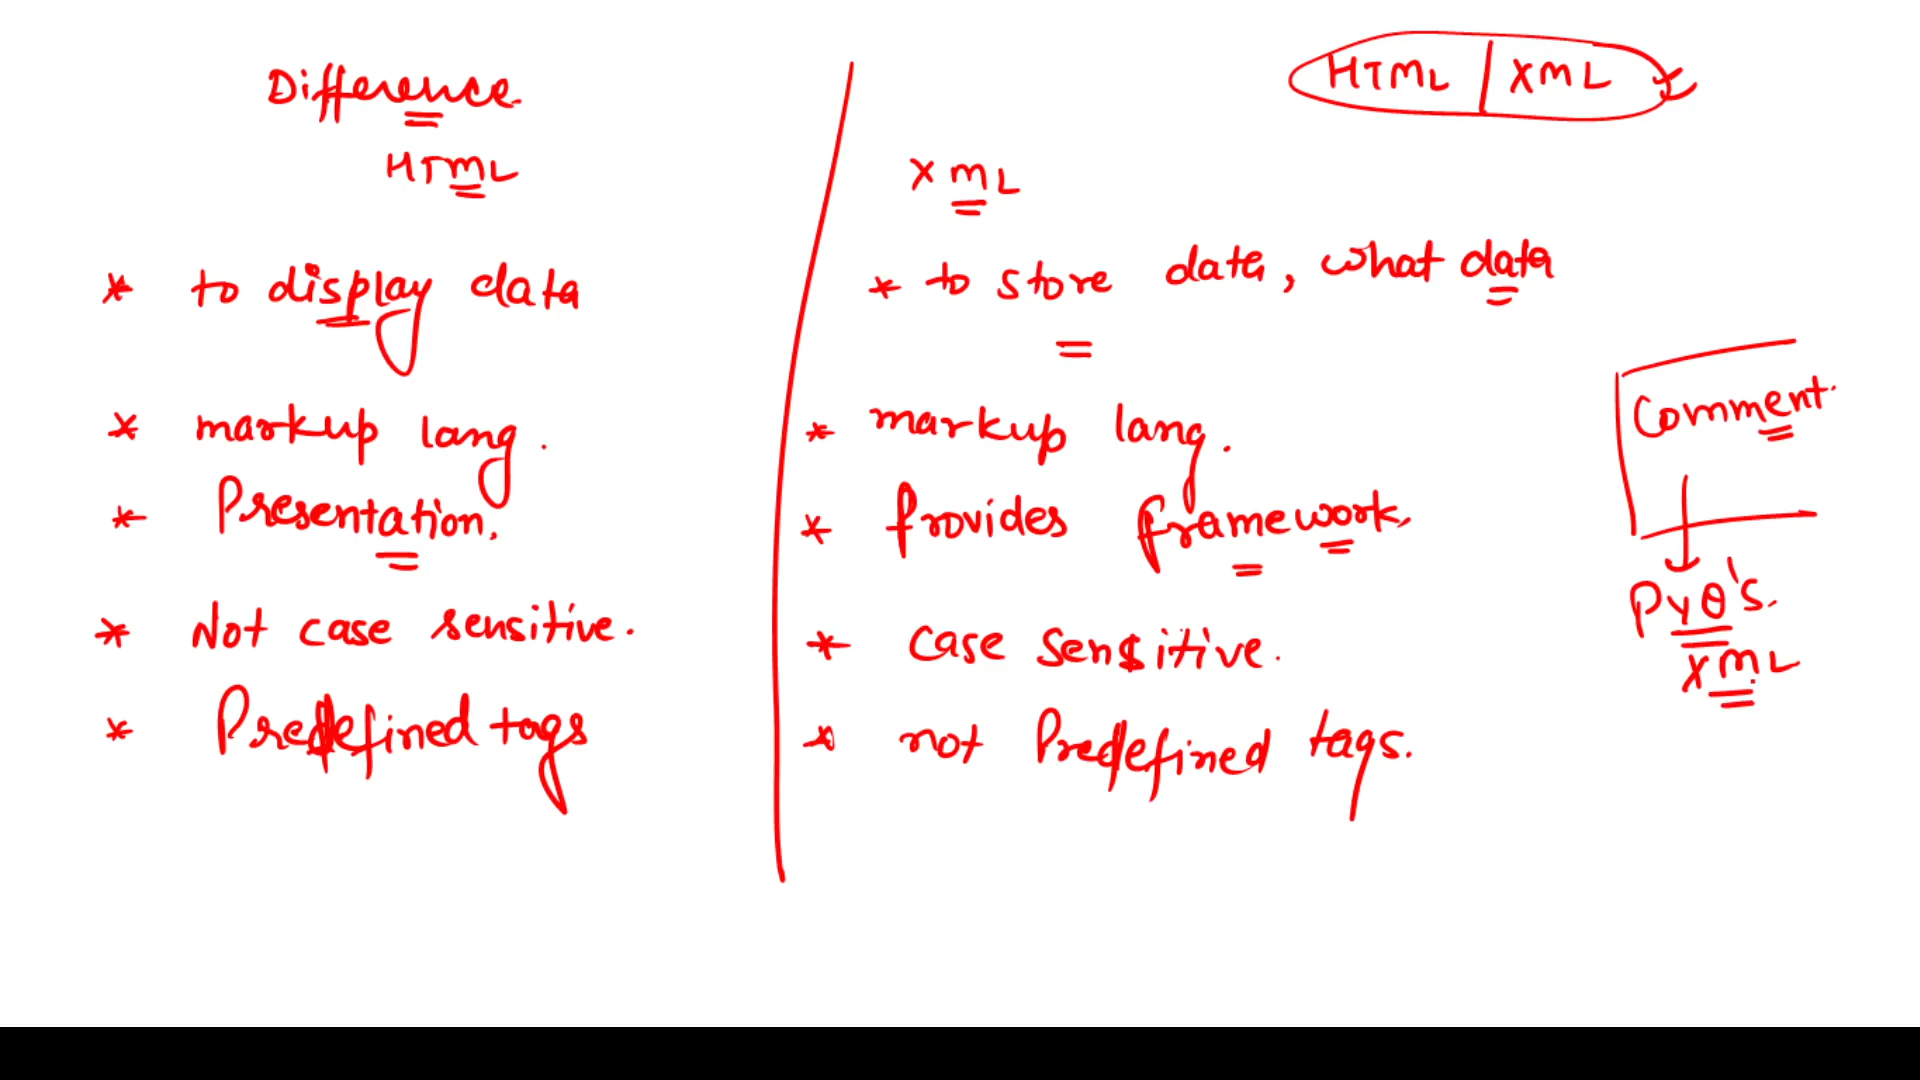 Difference
HTML
* to display data
* markup lang.
* Presentation.
* Not case sensitive.
* Predefined tags
HTML | XML
XML
* to store data, what data
* markup lang.
* Provides framework.
* Case Sensitive.
* not Predefined tags.
Comment.
PYQ's.
XML